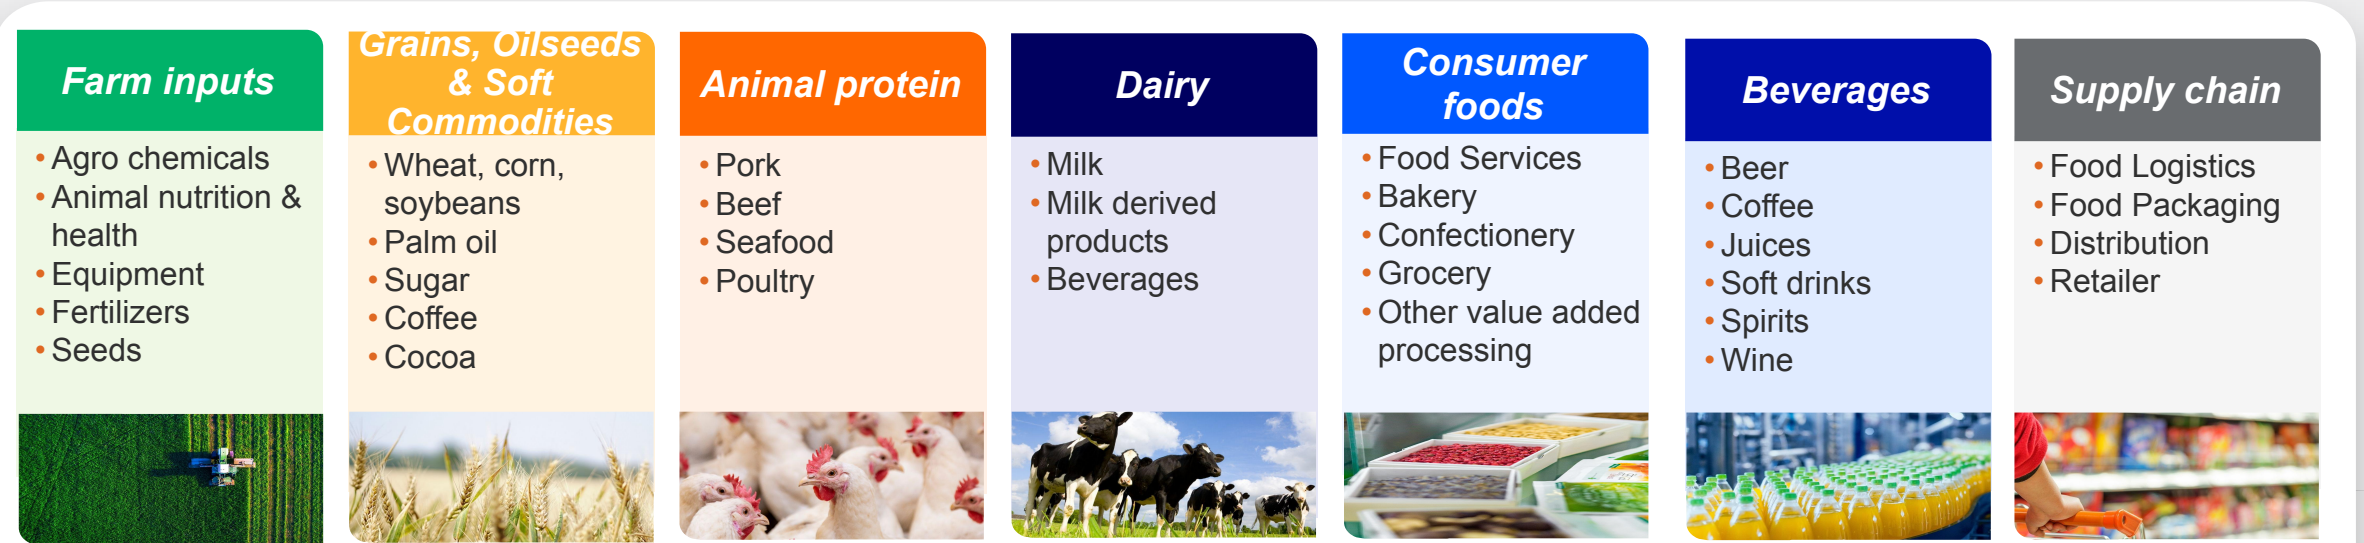 Farm inputs
• Agro chemicals
• Animal nutrition &
health
• Equipment
• Fertilizers
• Seeds
Grains, Oilseeds
& Soft
Commodities
• Wheat, corn,
soybeans
• Palm oil
• Sugar
• Coffee
• Cocoa
Animal protein
• Pork
• Beef
• Seafood
• Poultry
Dairy
• Milk
• Milk derived
products
• Beverages
Consumer
foods
• Food Services
• Bakery
• Confectionery
• Grocery
• Other value added
processing
Beverages
• Beer
• Coffee
• Juices
• Soft drinks
• Spirits
• Wine
Supply chain
• Food Logistics
• Food Packaging
• Distribution
• Retailer